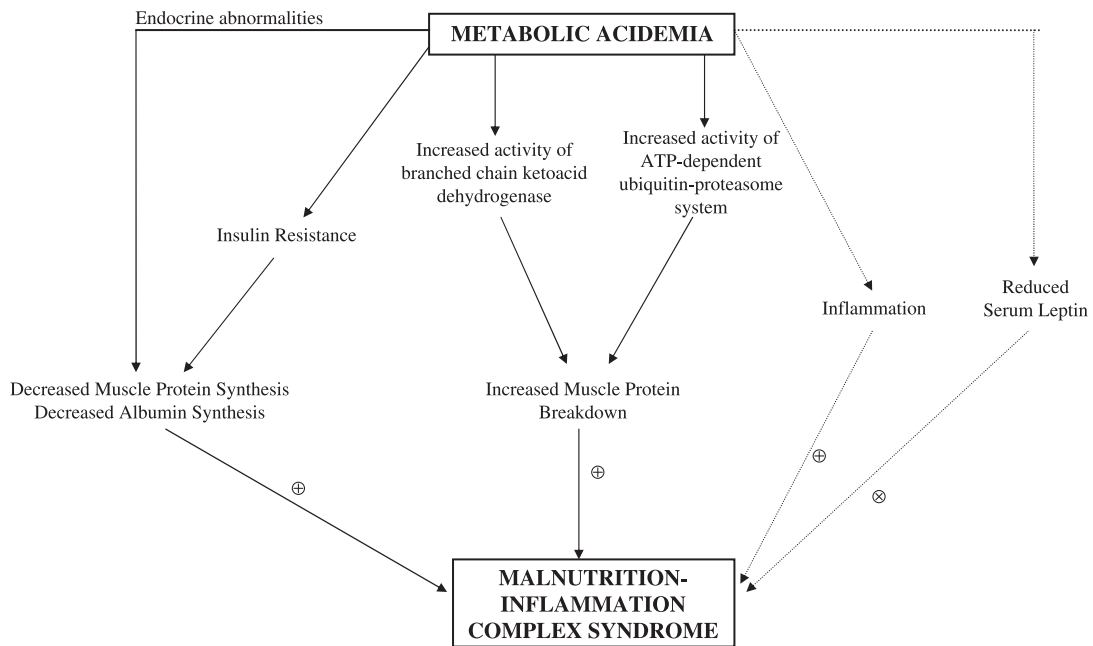 Endocrine abnormalities
METABOLIC ACIDEMIA
Increased activity of
branched chain ketoacid
dehydrogenase
Increased activity of
ATP-dependent
ubiquitin-proteasome
system
Insulin Resistance
Inflammation
Reduced
Serum Leptin
Decreased Muscle Protein Synthesis
Decreased Albumin Synthesis
Increased Muscle Protein
Breakdown
⊕
⊕
⊕
⊗
MALNUTRITION-
INFLAMMATION
COMPLEX SYNDROME